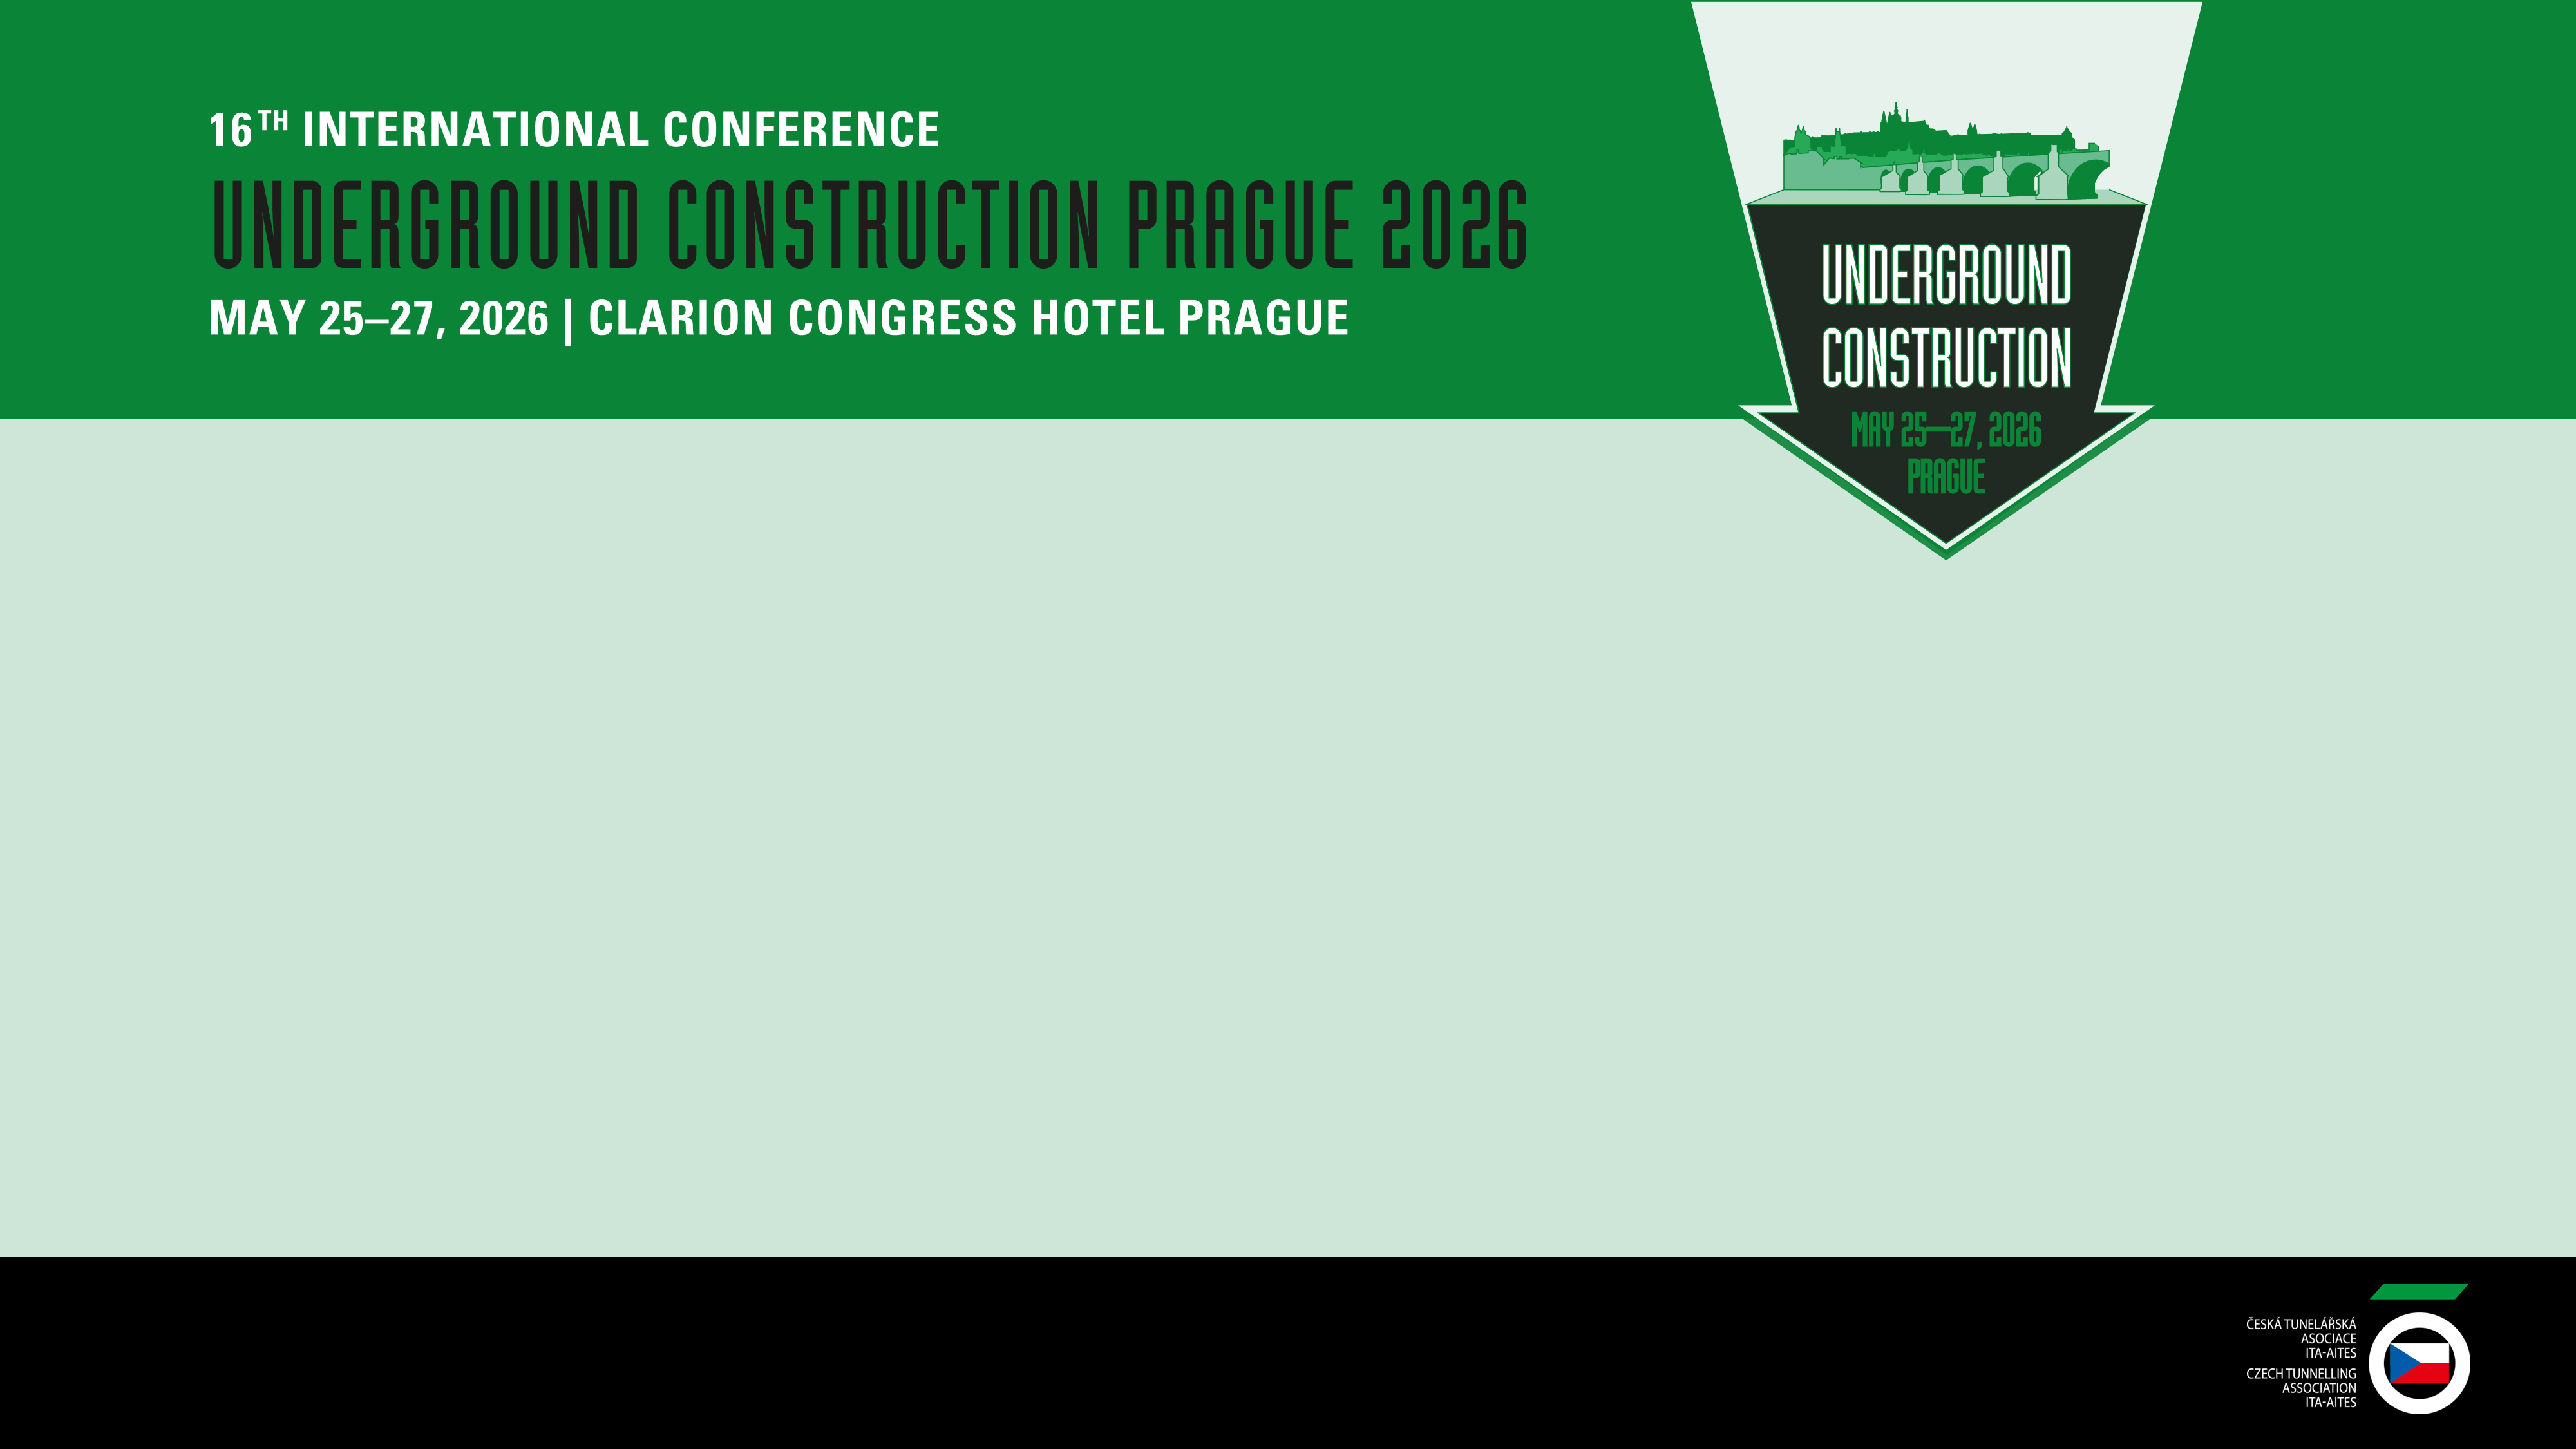 16TH INTERNATIONAL CONFERENCE
UNDERGROUND CONSTRUCTION PRAGUE 2026
MAY 25–27, 2026 | CLARION CONGRESS HOTEL PRAGUE
UNDERGROUND
CONSTRUCTION
MAY 25—27, 2026
PRAGUE
ČESKÁ TUNELÁŘSKÁ
ASOCIACE
ITA-AITES
CZECH TUNNELLING
ASSOCIATION
ITA-AITES